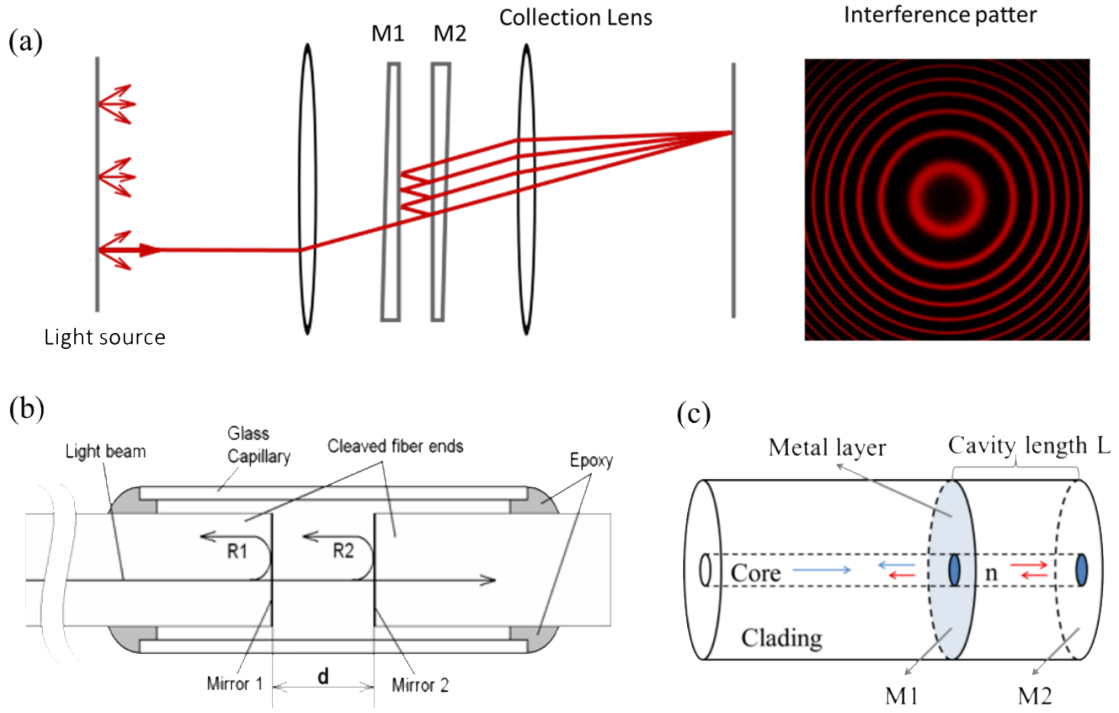 (a)
M1
M2
Collection Lens
Interference patter
Light source
(b)
Light beam
Glass
Capillary
Cleaved fiber ends
Epoxy
R1
R2
Mirror 1
d
Mirror 2
(c)
Metal layer
Cavity length L
Core
n
Clading
M1
M2